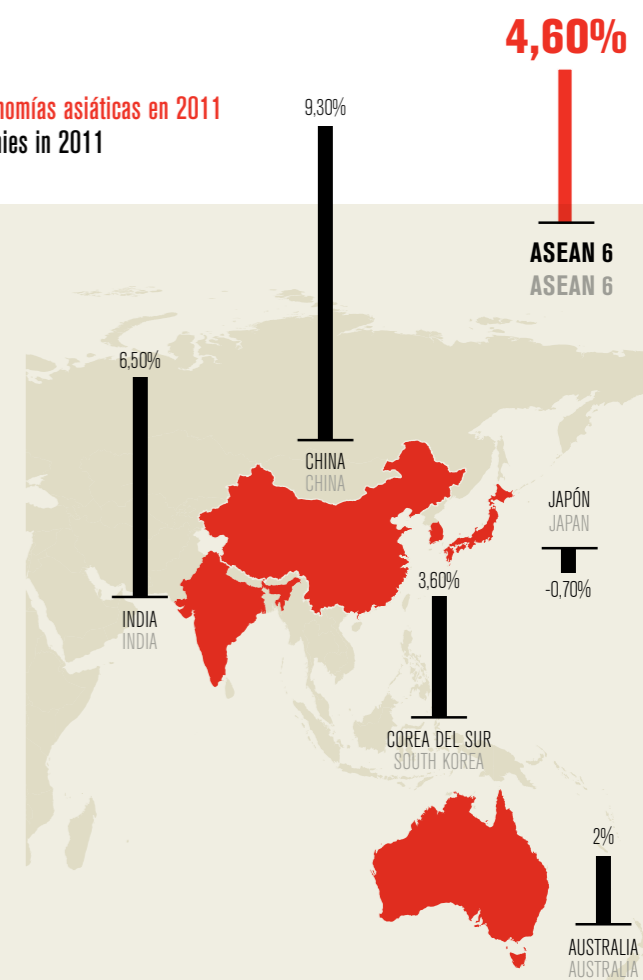 4,60%
nomías asiáticas en 2011
nies in 2011
9,30%
ASEAN 6
ASEAN 6
6,50%
CHINA
CHINA
JAPÓN
JAPAN
-0,70%
3,60%
INDIA
INDIA
COREA DEL SUR
SOUTH KOREA
2%
AUSTRALIA
AUSTRALIA